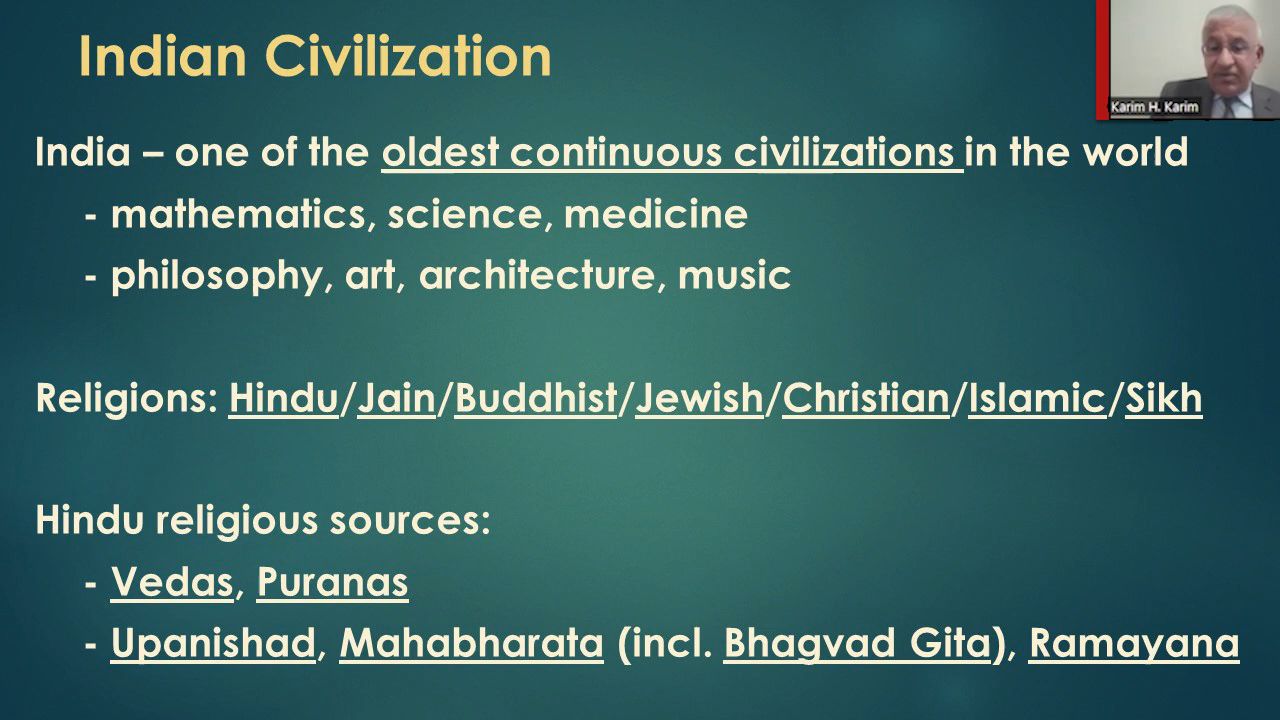 Indian Civilization
Karim H. Karim
India – one of the oldest continuous civilizations in the world
- mathematics, science, medicine
- philosophy, art, architecture, music
Religions: Hindu/Jain/Buddhist/Jewish/Christian/Islamic/Sikh
Hindu religious sources:
- Vedas, Puranas
- Upanishad, Mahabharata (incl. Bhagvad Gita), Ramayana